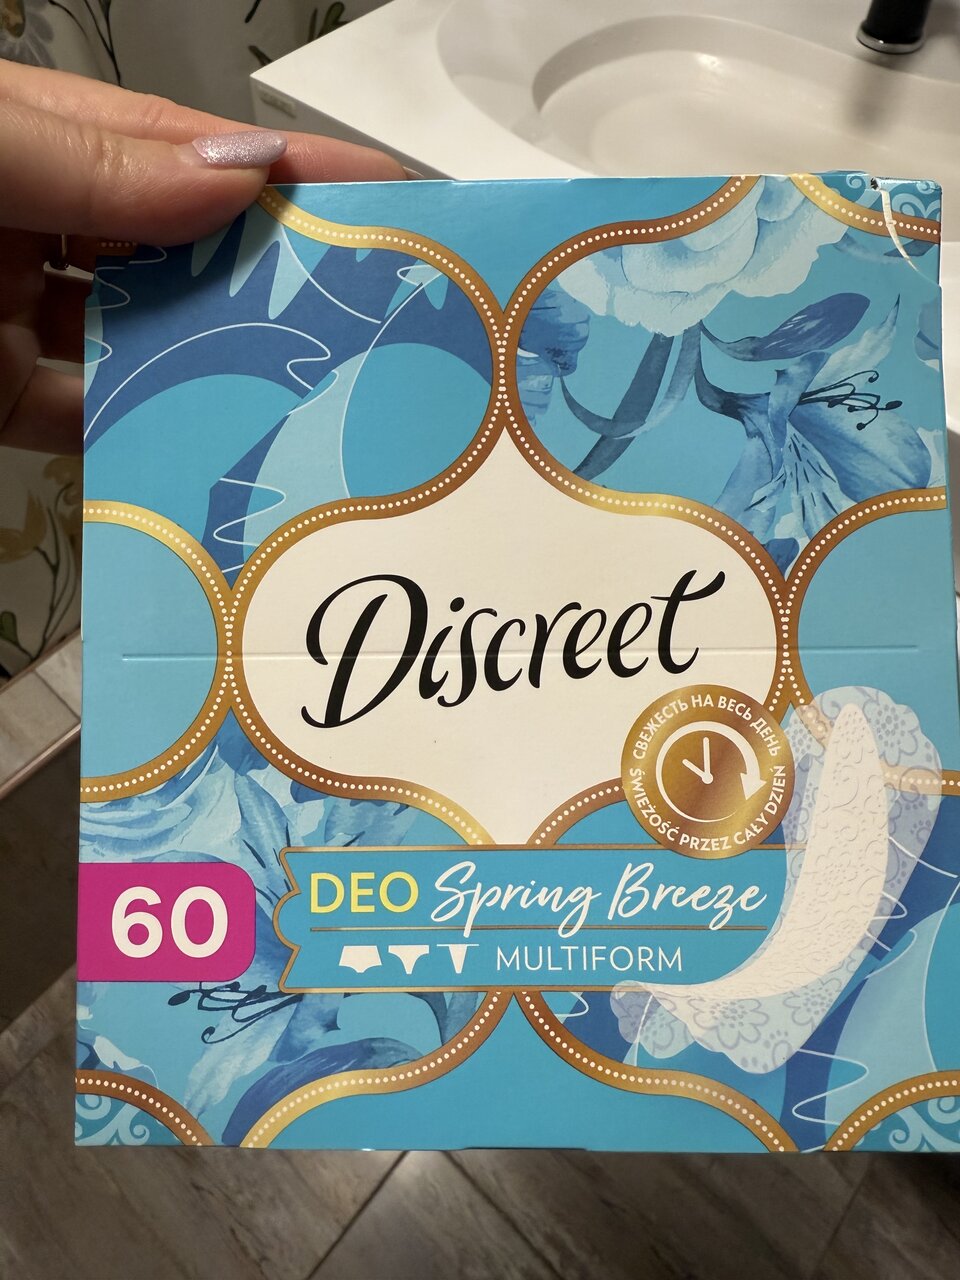 Discreet
СВЕЖЕСТЬ НА ВЕСЬ ДЕНЬ
ŚWIEŻOŚĆ PRZEZ CAŁY DZIEŃ
60
DEO Spring Breeze
MULTIFORM